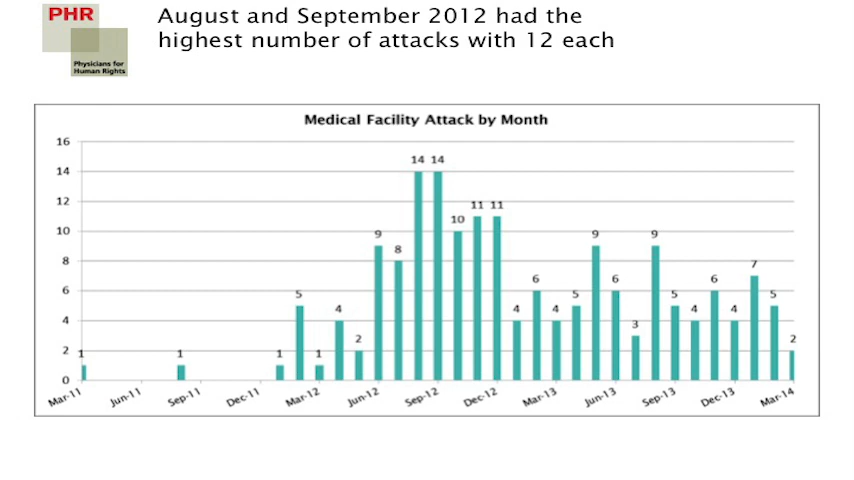 PHR
Physicians for
Human Rights
August and September 2012 had the
highest number of attacks with 12 each
Medical Facility Attack by Month
16
14
12
10
8
6
4
2
0
1
1
1
5
1
4
2
9
8
14
14
10
11
11
4
6
4
5
9
6
3
9
5
4
6
4
7
5
2
Mar-11
Jun-11
Sep-11
Dec-11
Mar-12
Jun-12
Sep-12
Dec-12
Mar-13
Jun-13
Sep-13
Dec-13
Mar-14